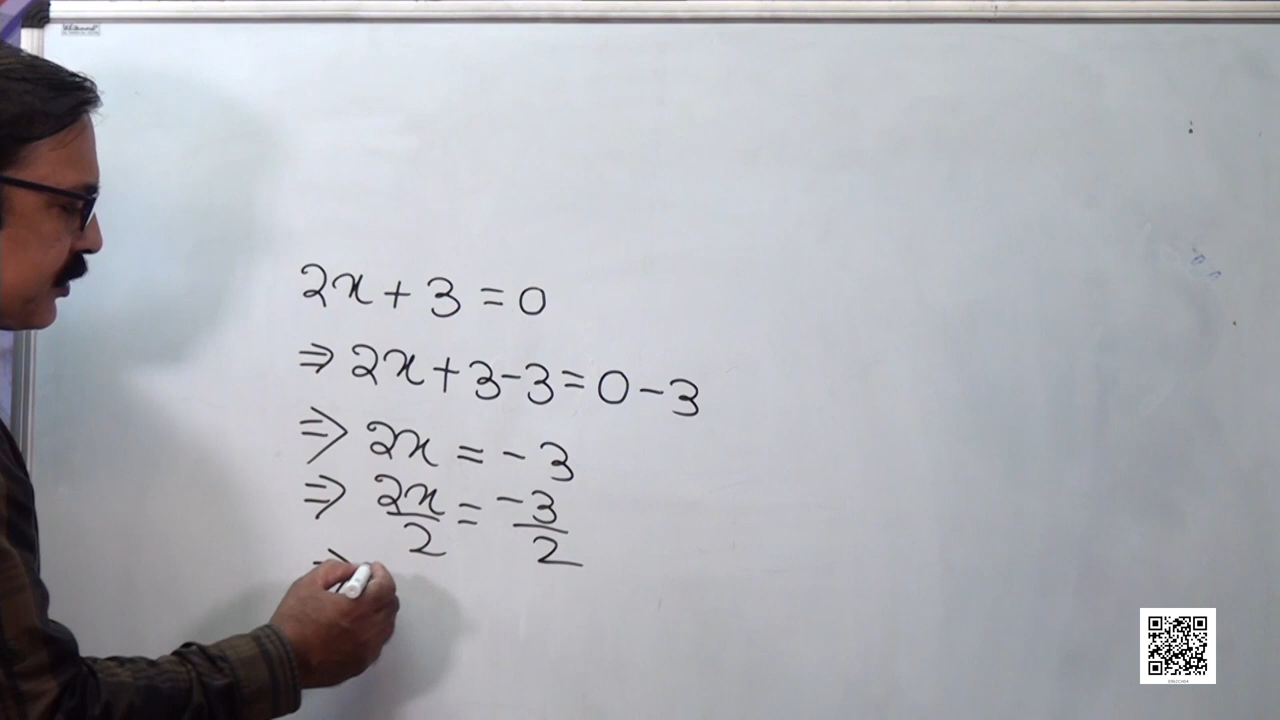 2x + 3 = 0
⇒ 2x + 3 - 3 = 0 - 3
⇒ 2x = - 3
⇒ 2x/2 = -3/2
⇒